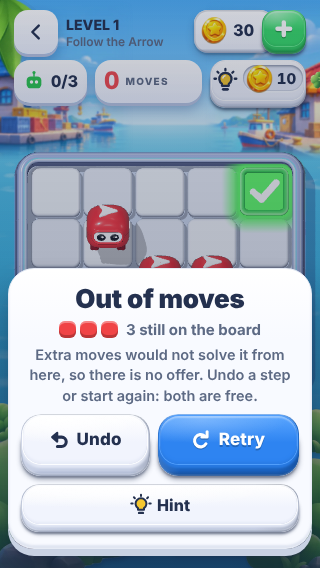 LEVEL 1
Follow the Arrow
30
0/3
0 MOVES
10
Out of moves
3 still on the board
Extra moves would not solve it from
here, so there is no offer. Undo a step
or start again: both are free.
Undo
Retry
Hint